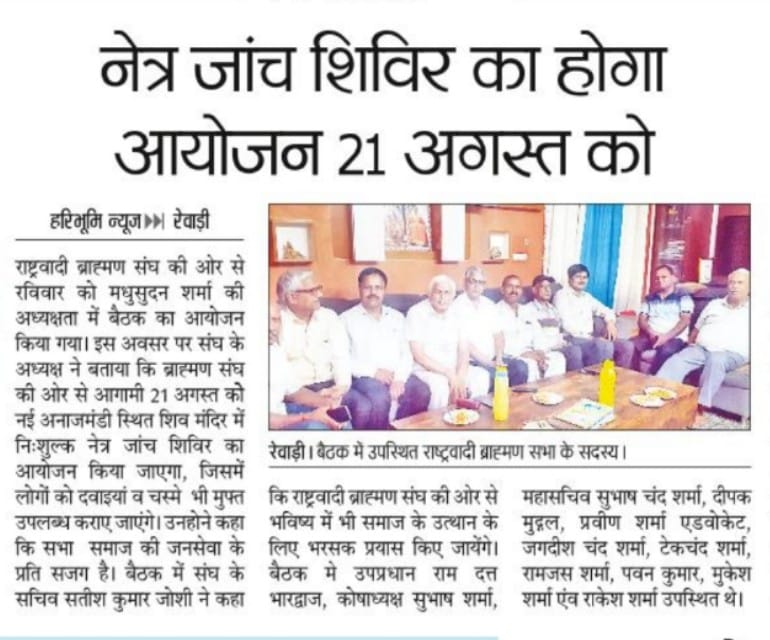 नेत्र जांच शिविर का होगा
आयोजन 21 अगस्त को
हरिभूमि न्यूज ▸▸| रेवाड़ी
राष्ट्रवादी ब्राह्मण संघ की ओर से
रविवार को मधुसुदन शर्मा की
अध्यक्षता में बैठक का आयोजन
किया गया। इस अवसर पर संघ के
अध्यक्ष ने बताया कि ब्राह्मण संघ
की ओर से आगामी 21 अगस्त को
नई अनाजमंडी स्थित शिव मंदिर में
निःशुल्क नेत्र जांच शिविर का
आयोजन किया जाएगा, जिसमें
लोगों को दवाइयां व चस्मे भी मुफ्त
उपलब्ध कराए जाएंगे। उनहोने कहा
कि सभा समाज की जनसेवा के
प्रति सजग है। बैठक में संघ के
सचिव सतीश कुमार जोशी ने कहा
रेवाड़ी। बैठक में उपस्थित राष्ट्रवादी ब्राह्मण सभा के सदस्य।
कि राष्ट्रवादी ब्राह्मण संघ की ओर से
भविष्य में भी समाज के उत्थान के
लिए भरसक प्रयास किए जायेंगे।
बैठक मे उपप्रधान राम दत्त
भारद्वाज, कोषाध्यक्ष सुभाष शर्मा,
महासचिव सुभाष चंद शर्मा, दीपक
मुद्गल, प्रवीण शर्मा एडवोकेट,
जगदीश चंद शर्मा, टेकचंद शर्मा,
रामजस शर्मा, पवन कुमार, मुकेश
शर्मा एंव राकेश शर्मा उपस्थित थे।